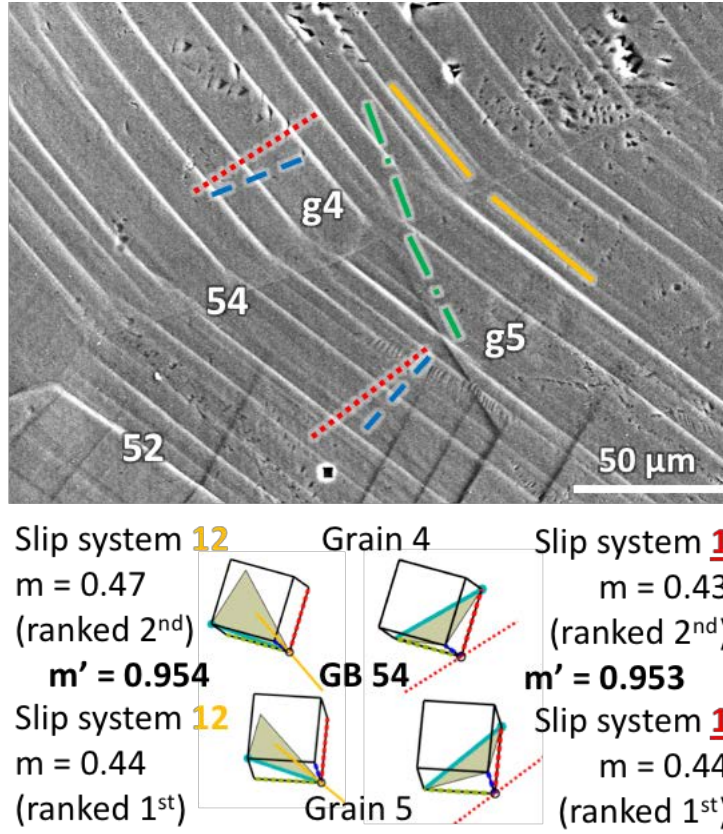 g4
54
g5
52
50 µm
Slip system 12
Grain 4
Slip system 1
m = 0.47
m = 0.43
(ranked 2nd)
(ranked 2nd)
m' = 0.954
GB 54
m' = 0.953
Slip system 12
Slip system 1
m = 0.44
m = 0.44
(ranked 1st)
Grain 5
(ranked 1st)